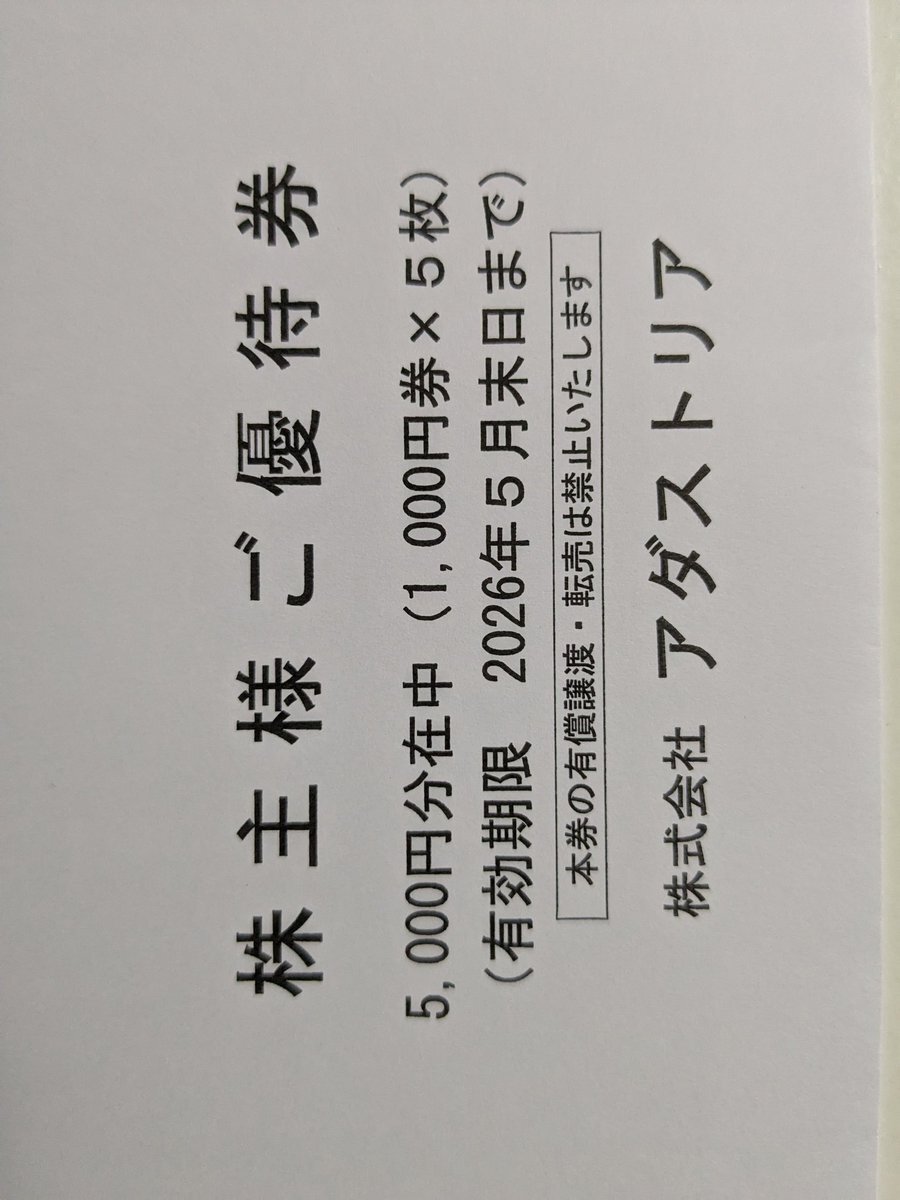 株主様ご優待券
5,000円分在中（1,000円券×５枚）
（有効期限　2026年５月末日まで）
本券の有償譲渡・転売は禁止いたします
株式会社 アダストリア